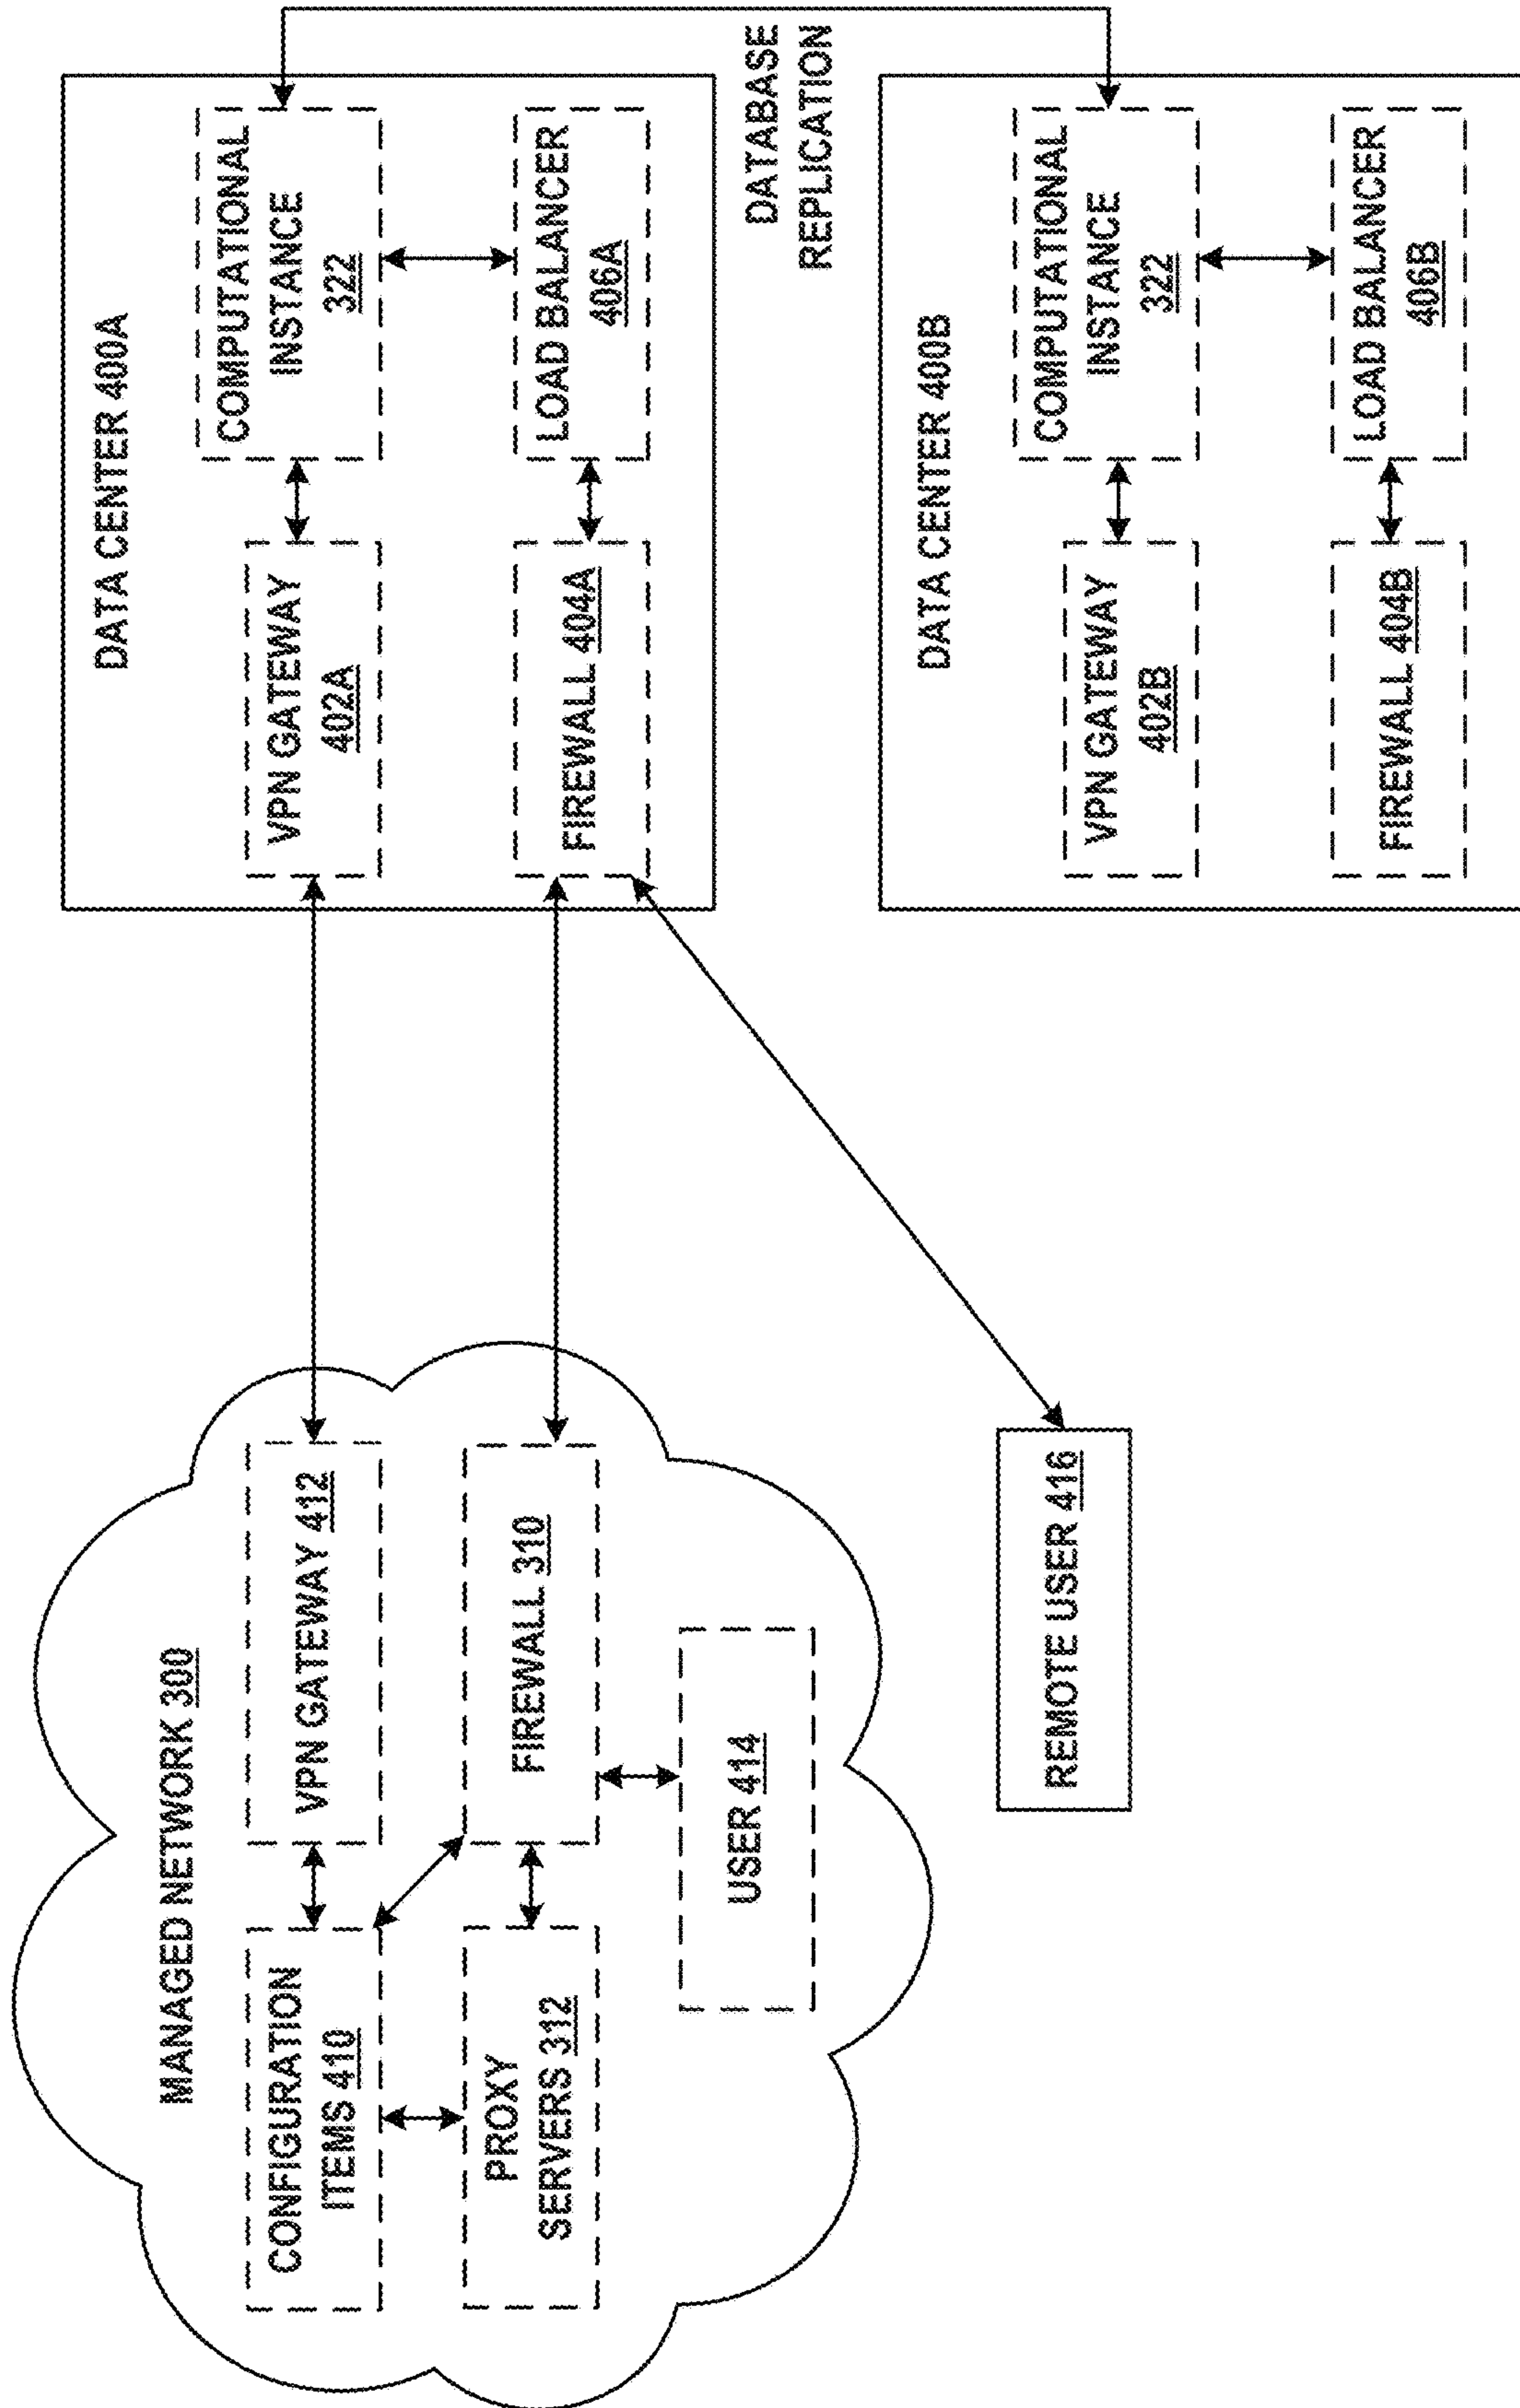 MANAGED NETWORK 300
CONFIGURATION
ITEMS 410
VPN GATEWAY 412
PROXY
SERVERS 312
FIREWALL 310
USER 414
REMOTE USER 416
DATA CENTER 400A
VPN GATEWAY
402A
COMPUTATIONAL
INSTANCE
322
FIREWALL 404A
LOAD BALANCER
406A
DATABASE
REPLICATION
DATA CENTER 400B
VPN GATEWAY
402B
COMPUTATIONAL
INSTANCE
322
FIREWALL 404B
LOAD BALANCER
406B